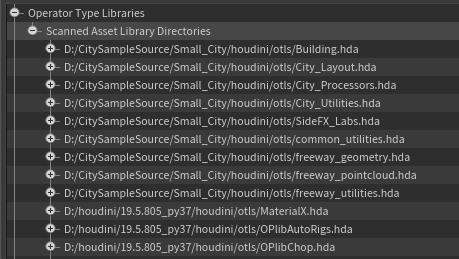 Operator Type Libraries
Scanned Asset Library Directories
D:/CitySampleSource/Small_City/houdini/otls/Building.hda
D:/CitySampleSource/Small_City/houdini/otls/City_Layout.hda
D:/CitySampleSource/Small_City/houdini/otls/City_Processors.hda
D:/CitySampleSource/Small_City/houdini/otls/City_Utilities.hda
D:/CitySampleSource/Small_City/houdini/otls/SideFX_Labs.hda
D:/CitySampleSource/Small_City/houdini/otls/common_utilities.hda
D:/CitySampleSource/Small_City/houdini/otls/freeway_geometry.hda
D:/CitySampleSource/Small_City/houdini/otls/freeway_pointcloud.hda
D:/CitySampleSource/Small_City/houdini/otls/freeway_utilities.hda
D:/houdini/19.5.805_py37/houdini/otls/MaterialX.hda
D:/houdini/19.5.805_py37/houdini/otls/OPlibAutoRigs.hda
D:/houdini/19.5.805_py37/houdini/otls/OPlibChop.hda